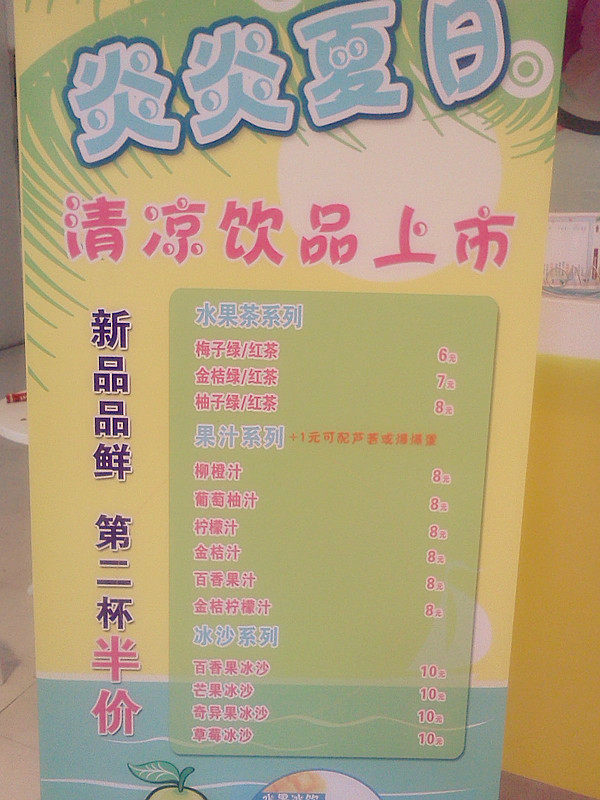 炎炎夏日
清凉饮品上市
新品品鲜 第二杯半价
水果茶系列
梅子绿/红茶 6元
金桔绿/红茶 7元
柚子绿/红茶 8元
果汁系列 +1元可配芦荟或海藻蜜
柳橙汁 8元
葡萄柚汁 8元
柠檬汁 8元
金桔汁 8元
百香果汁 8元
金桔柠檬汁 8元
冰沙系列
百香果冰沙 10元
芒果冰沙 10元
奇异果冰沙 10元
草莓冰沙 10元